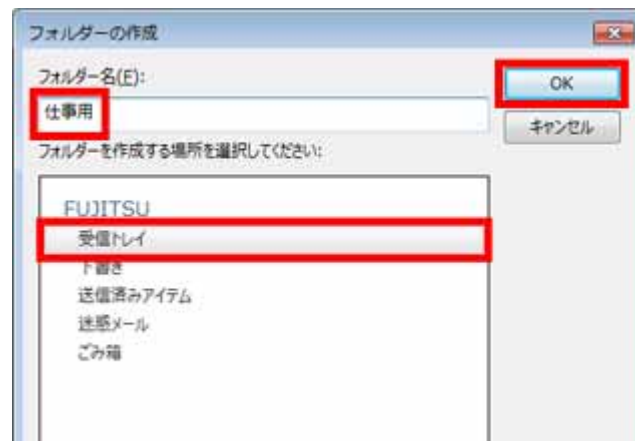 フォルダーの作成
フォルダー名(F):
OK
仕事用
キャンセル
フォルダーを作成する場所を選択してください:
FUJITSU
受信トレイ
下書き
送信済みアイテム
迷惑メール
ごみ箱